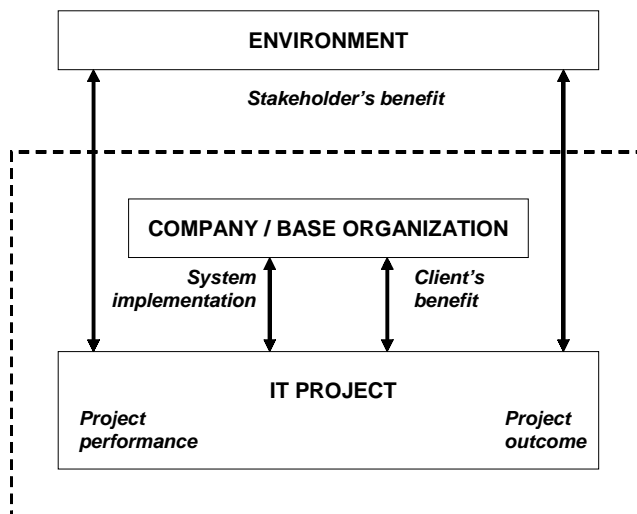 ENVIRONMENT
Stakeholder's benefit
COMPANY / BASE ORGANIZATION
System
implementation
Client's
benefit
IT PROJECT
Project
performance
Project
outcome